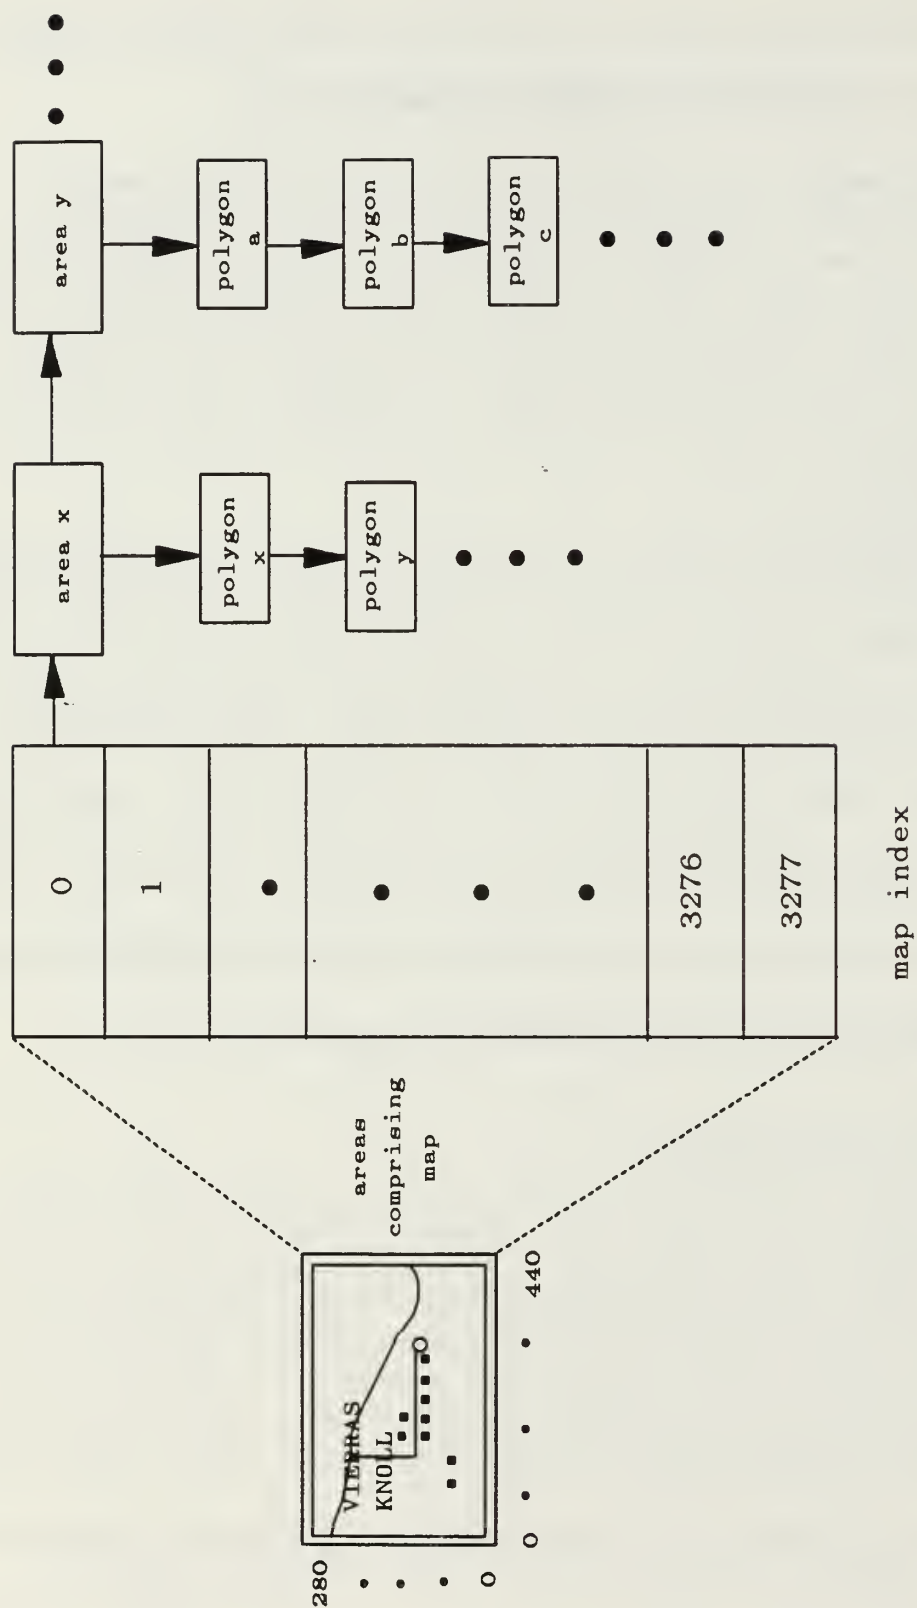 280
0
0
440
VIERRAS
KNOLL
areas
comprising
map
0
1
3276
3277
map index
area x
polygon
x
polygon
y
area y
polygon
a
polygon
b
polygon
c